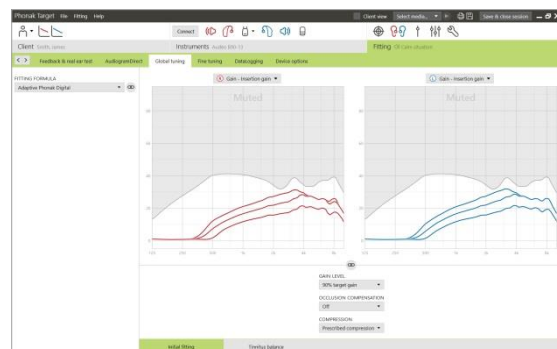 Phonak Target File Fitting Help
Client view Select media... Save & close session
Connect
Client Smith, James Instruments Audéo B90-13 Fitting
Feedback & real ear test AudiogramDirect Global tuning Fine tuning Datalogging Device options
FITTING FORMULA
Adaptive Phonak Digital
R Gain - Insertion gain
L Gain - Insertion gain
Muted
Muted
GAIN LEVEL
90% target gain
OCCLUSION COMPENSATION
Off
COMPRESSION
Prescribed compression
Initial fitting Tinnitus balance